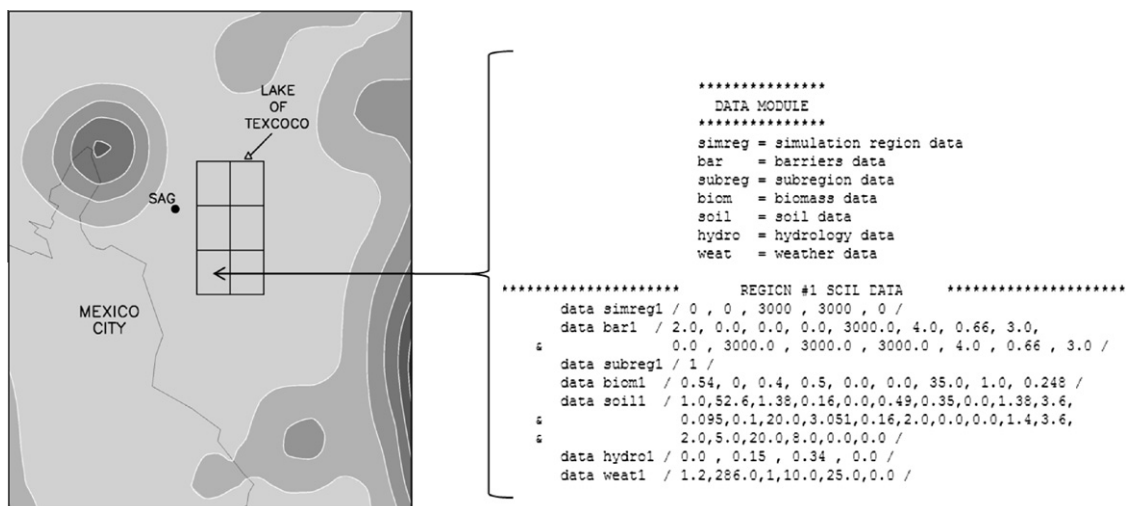 LAKE
OF
TEXCOCO
SAG
MEXICO
CITY
***************
DATA MODULE
***************
simreg = simulation region data
bar = barriers data
subreg = subregion data
biom = biomass data
soil = soil data
hydro = hydrology data
weat = weather data
********************** REGION #1 SCIL DATA **********************
data simreg1 / 0 , 0 , 3000 , 3000 , 0 /
data bar1 / 2.0, 0.0, 0.0, 0.0, 3000.0, 4.0, 0.66, 3.0,
& 0.0 , 3000.0 , 3000.0 , 3000.0 , 4.0 , 0.66 , 3.0 /
data subreg1 / 1 /
data biom1 / 0.54, 0, 0.4, 0.5, 0.0, 0.0, 35.0, 1.0, 0.248 /
data soil1 / 1.0,52.6,1.38,0.16,0.0,0.49,0.35,0.0,1.38,3.6,
& 0.095,0.1,20.0,3.051,0.16,2.0,0.0,0.0,1.4,3.6,
& 2.0,5.0,20.0,8.0,0.0,0.0 /
data hydro1 / 0.0 , 0.15 , 0.34 , 0.0 /
data weat1 / 1.2,286.0,1,10.0,25.0,0.0 /